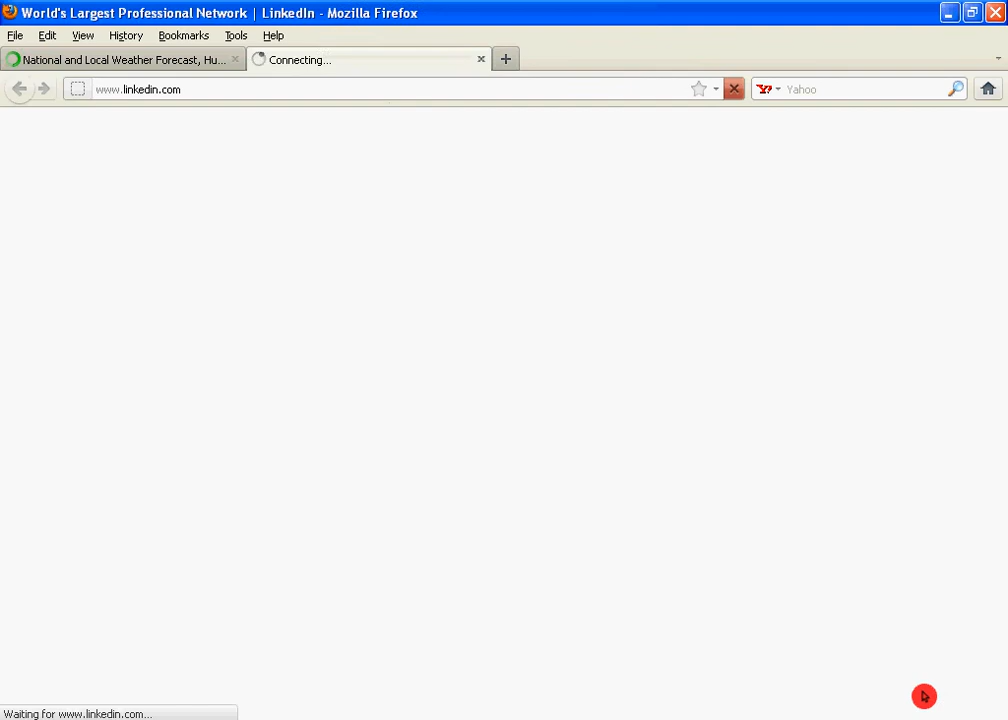 World's Largest Professional Network | LinkedIn - Mozilla Firefox
File Edit View History Bookmarks Tools Help
National and Local Weather Forecast, Hu... Connecting...
www.linkedin.com Yahoo
Waiting for www.linkedin.com...